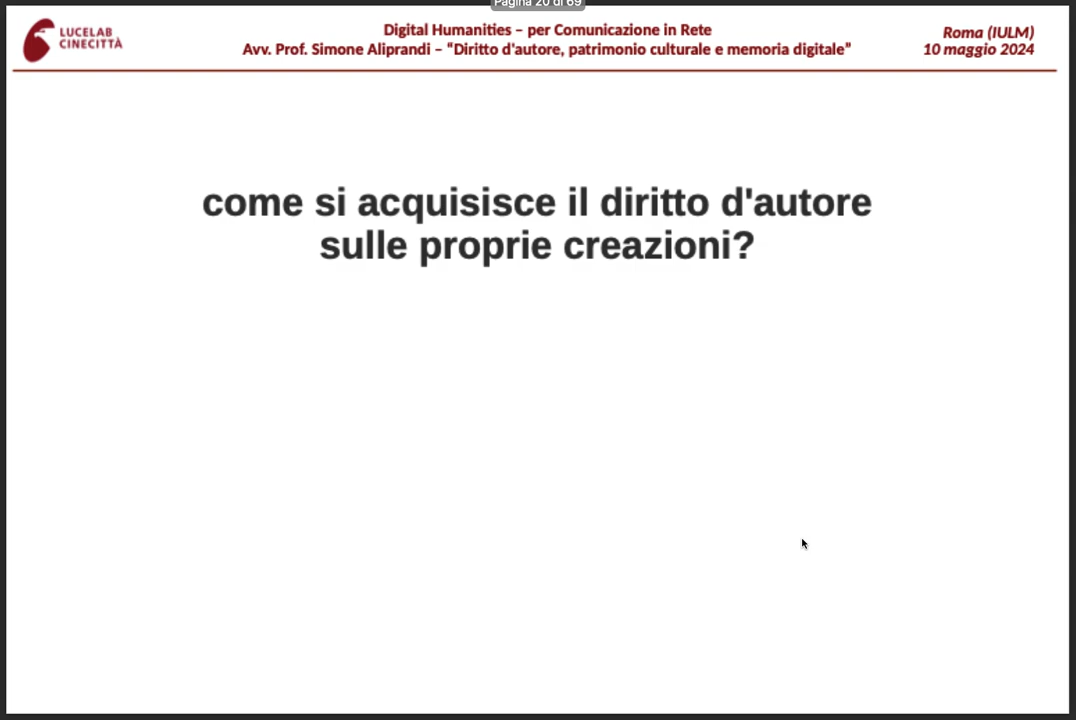 Pagina 20 di 69
LUCELAB
CINECITTÀ
Digital Humanities – per Comunicazione in Rete
Avv. Prof. Simone Aliprandi – “Diritto d'autore, patrimonio culturale e memoria digitale”
Roma (IULM)
10 maggio 2024
come si acquisisce il diritto d'autore
sulle proprie creazioni?